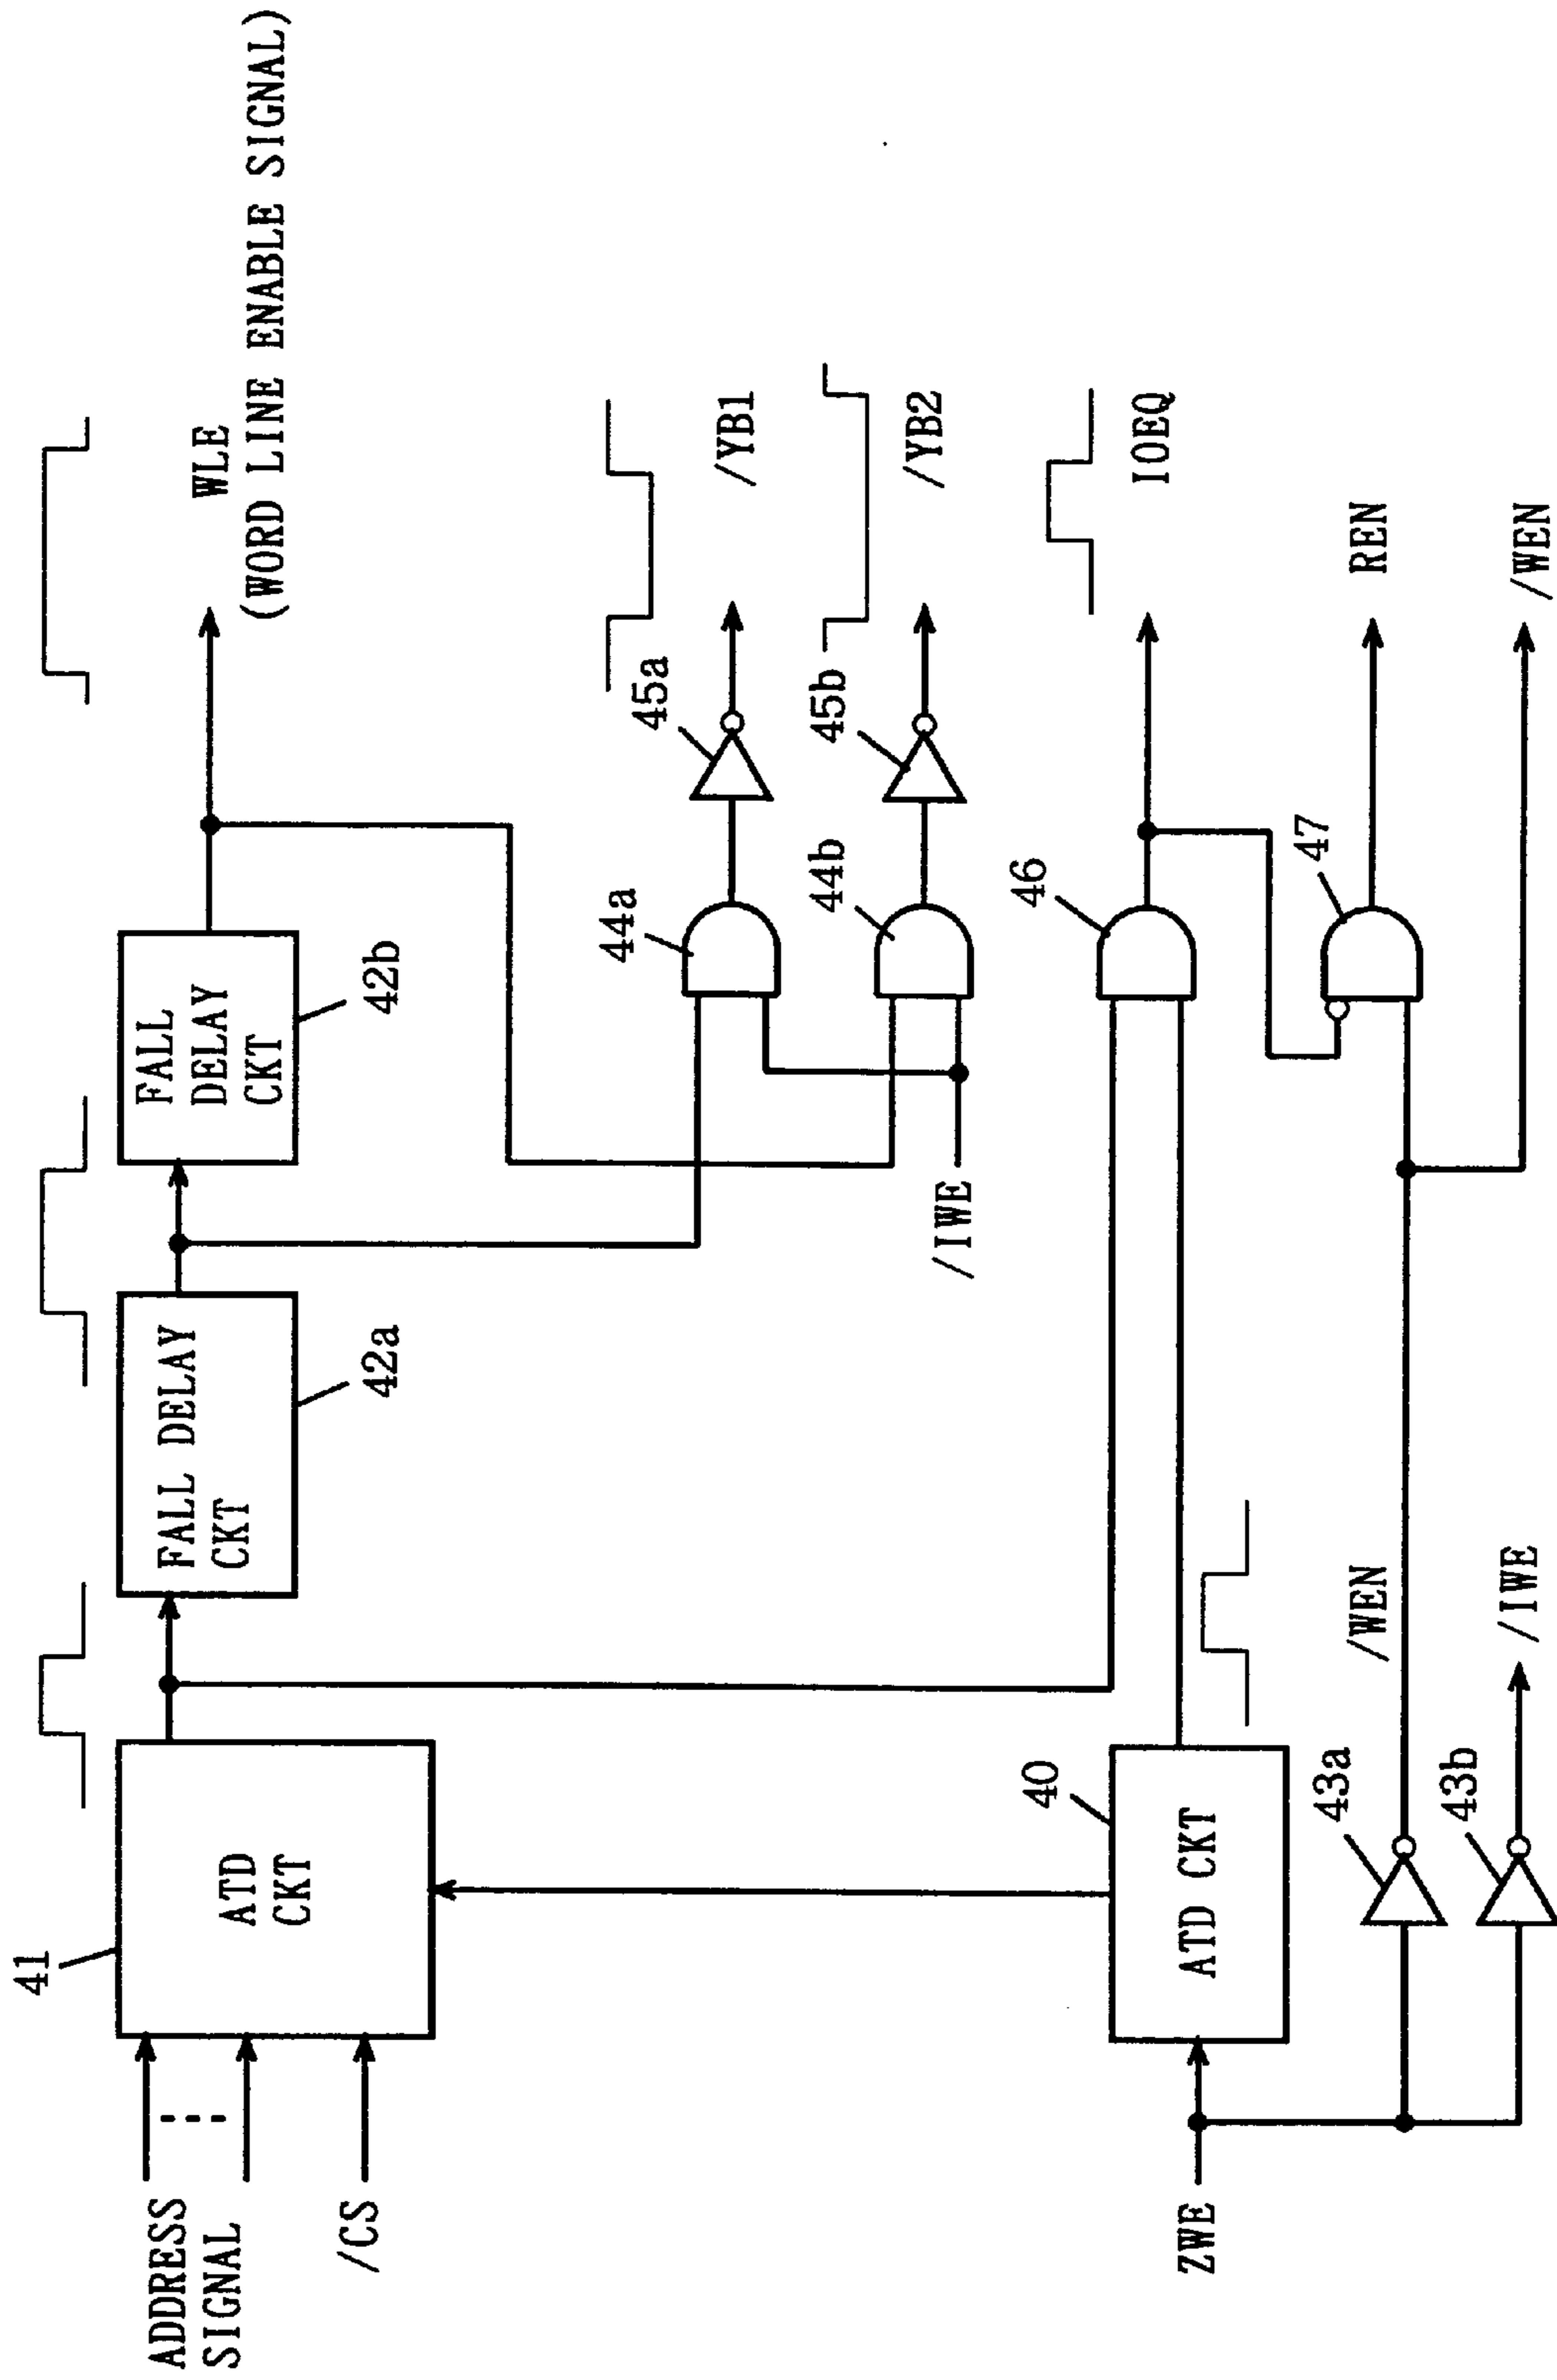 ADDRESS
SIGNAL
/CS
41
ATD
CKT
FALL DELAY
CKT
42a
FALL
DELAY
CKT
42b
WLE
(WORD LINE ENABLE SIGNAL)
44a
45a
/YB1
44b
45b
/YB2
/IWE
ZWE
40
ATD CKT
46
IOEQ
47
REN
43a
/WEN
/WEN
43b
/IWE